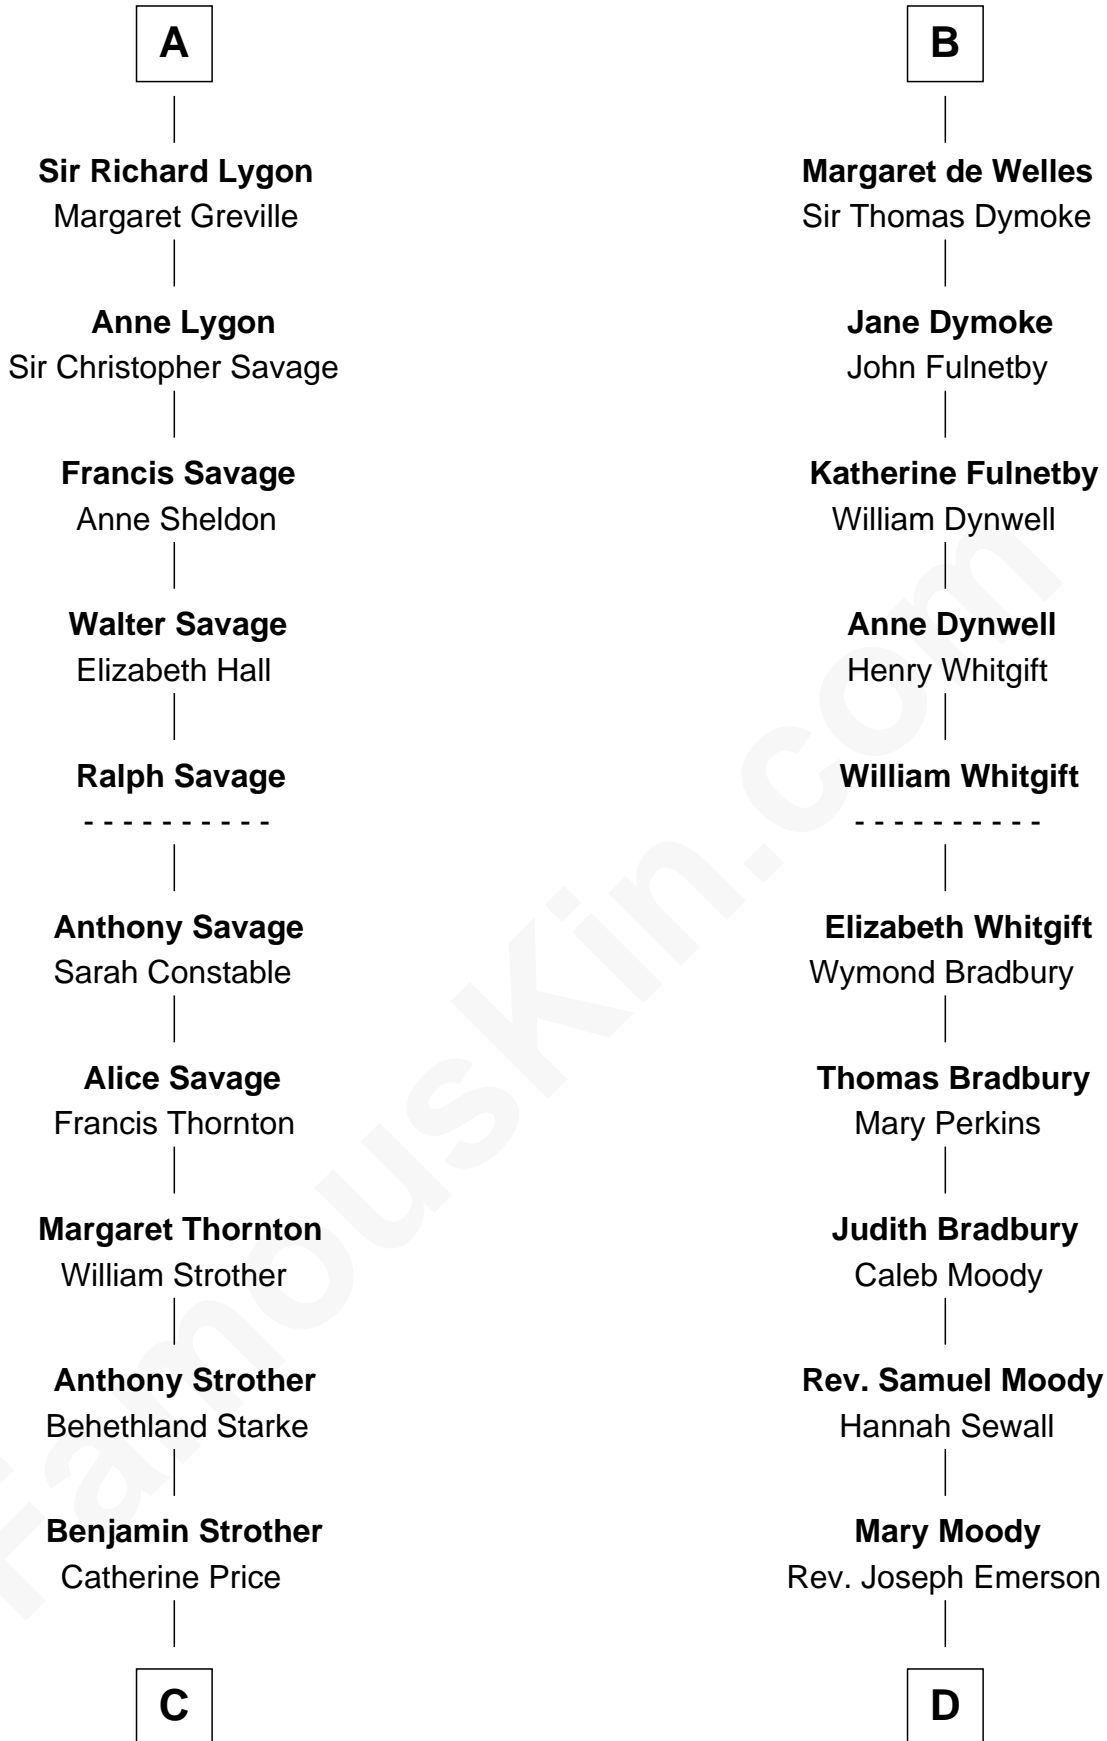 A
Sir Richard Lygon
Margaret Greville
Anne Lygon
Sir Christopher Savage
Francis Savage
Anne Sheldon
Walter Savage
Elizabeth Hall
Ralph Savage
- - - - - - - - - -
Anthony Savage
Sarah Constable
Alice Savage
Francis Thornton
Margaret Thornton
William Strother
Anthony Strother
Behethland Starke
Benjamin Strother
Catherine Price
C
B
Margaret de Welles
Sir Thomas Dymoke
Jane Dymoke
John Fulnetby
Katherine Fulnetby
William Dynwell
Anne Dynwell
Henry Whitgift
William Whitgift
- - - - - - - - - -
Elizabeth Whitgift
Wymond Bradbury
Thomas Bradbury
Mary Perkins
Judith Bradbury
Caleb Moody
Rev. Samuel Moody
Hannah Sewall
Mary Moody
Rev. Joseph Emerson
D
FamousKin.com